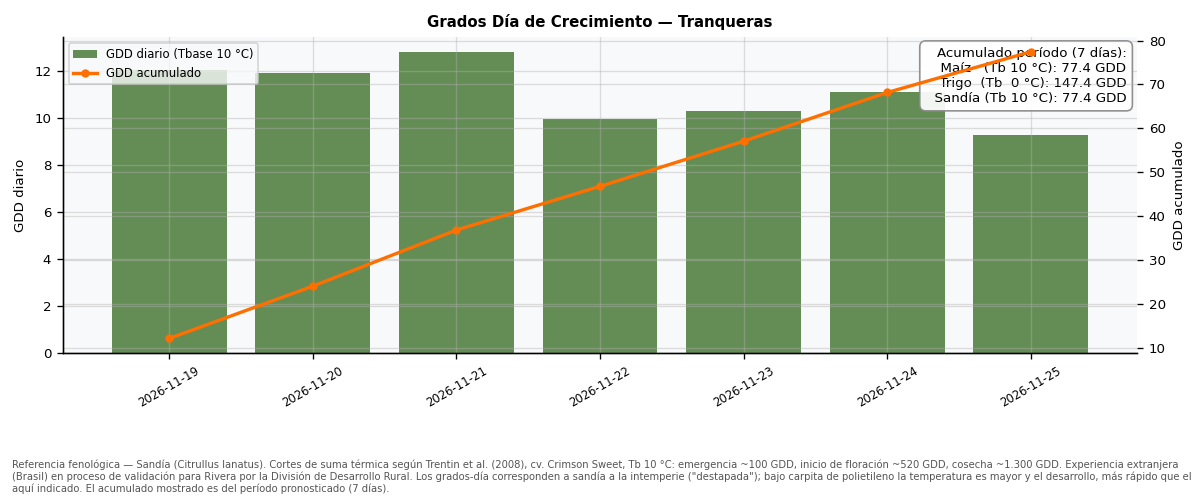 Grados Día de Crecimiento — Tranqueras
GDD diario (Tbase 10 °C)
GDD acumulado
Acumulado período (7 días):
Maíz (Tb 10 °C): 77.4 GDD
Trigo (Tb 0 °C): 147.4 GDD
Sandía (Tb 10 °C): 77.4 GDD
GDD diario
12
10
8
6
4
2
0
80
70
60
50
40
30
20
10
GDD acumulado
2026-11-19
2026-11-20
2026-11-21
2026-11-22
2026-11-23
2026-11-24
2026-11-25
Referencia fenológica — Sandía (Citrullus lanatus). Cortes de suma térmica según Trentin et al. (2008), cv. Crimson Sweet, Tb 10 °C: emergencia ~100 GDD, inicio de floración ~520 GDD, cosecha ~1.300 GDD. Experiencia extranjera
(Brasil) en proceso de validación para Rivera por la División de Desarrollo Rural. Los grados-día corresponden a sandía a la intemperie ("destapada"); bajo carpita de polietileno la temperatura es mayor y el desarrollo, más rápido que el
aquí indicado. El acumulado mostrado es del período pronosticado (7 días).